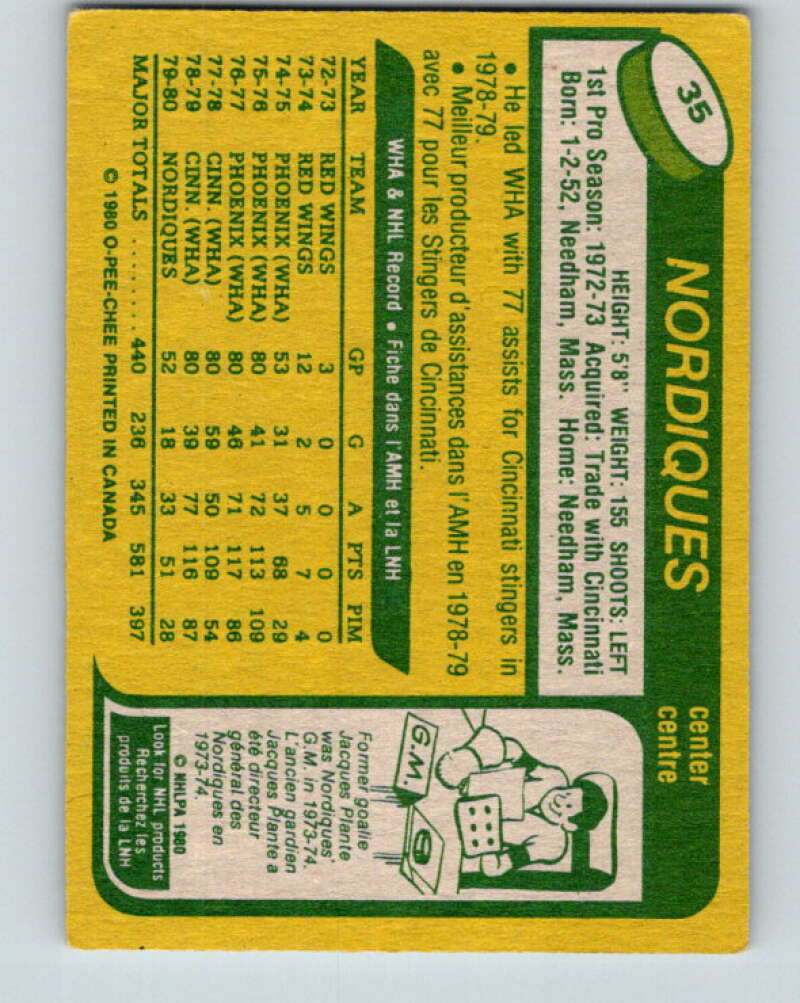 35
NORDIQUES
center
centre
HEIGHT: 5'8" WEIGHT: 155 SHOOTS: LEFT
1st Pro Season: 1972-73 Acquired: Trade with Cincinnati
Born: 1-2-52, Needham, Mass. Home: Needham, Mass.
• He led WHA with 77 assists for Cincinnati stingers in
1978-79.
• Meilleur producteur d'assistances dans l'AMH en 1978-79
avec 77 pour les Stingers de Cincinnati.
WHA & NHL Record • Fiche dans l'AMH et la LNH
YEAR TEAM GP G A PTS PIM
72-73 RED WINGS 3 0 0 0 0
73-74 RED WINGS 12 2 5 7 4
74-75 PHOENIX (WHA) 53 31 37 68 29
75-76 PHOENIX (WHA) 80 41 72 113 109
76-77 PHOENIX (WHA) 80 46 71 117 86
77-78 CINN. (WHA) 80 59 50 109 54
78-79 CINN. (WHA) 80 39 77 116 87
79-80 NORDIQUES 52 18 33 51 28
MAJOR TOTALS ........ 440 236 345 581 397
© 1980 O-PEE-CHEE PRINTED IN CANADA
G.M.
Former goalie
Jacques Plante
was Nordiques'
G.M. in 1973-74.
L'ancien gardien
Jacques Plante a
été directeur
général des
Nordiques en
1973-74.
© NHLPA 1980
Look for NHL products
Recherchez les
produits de la LNH